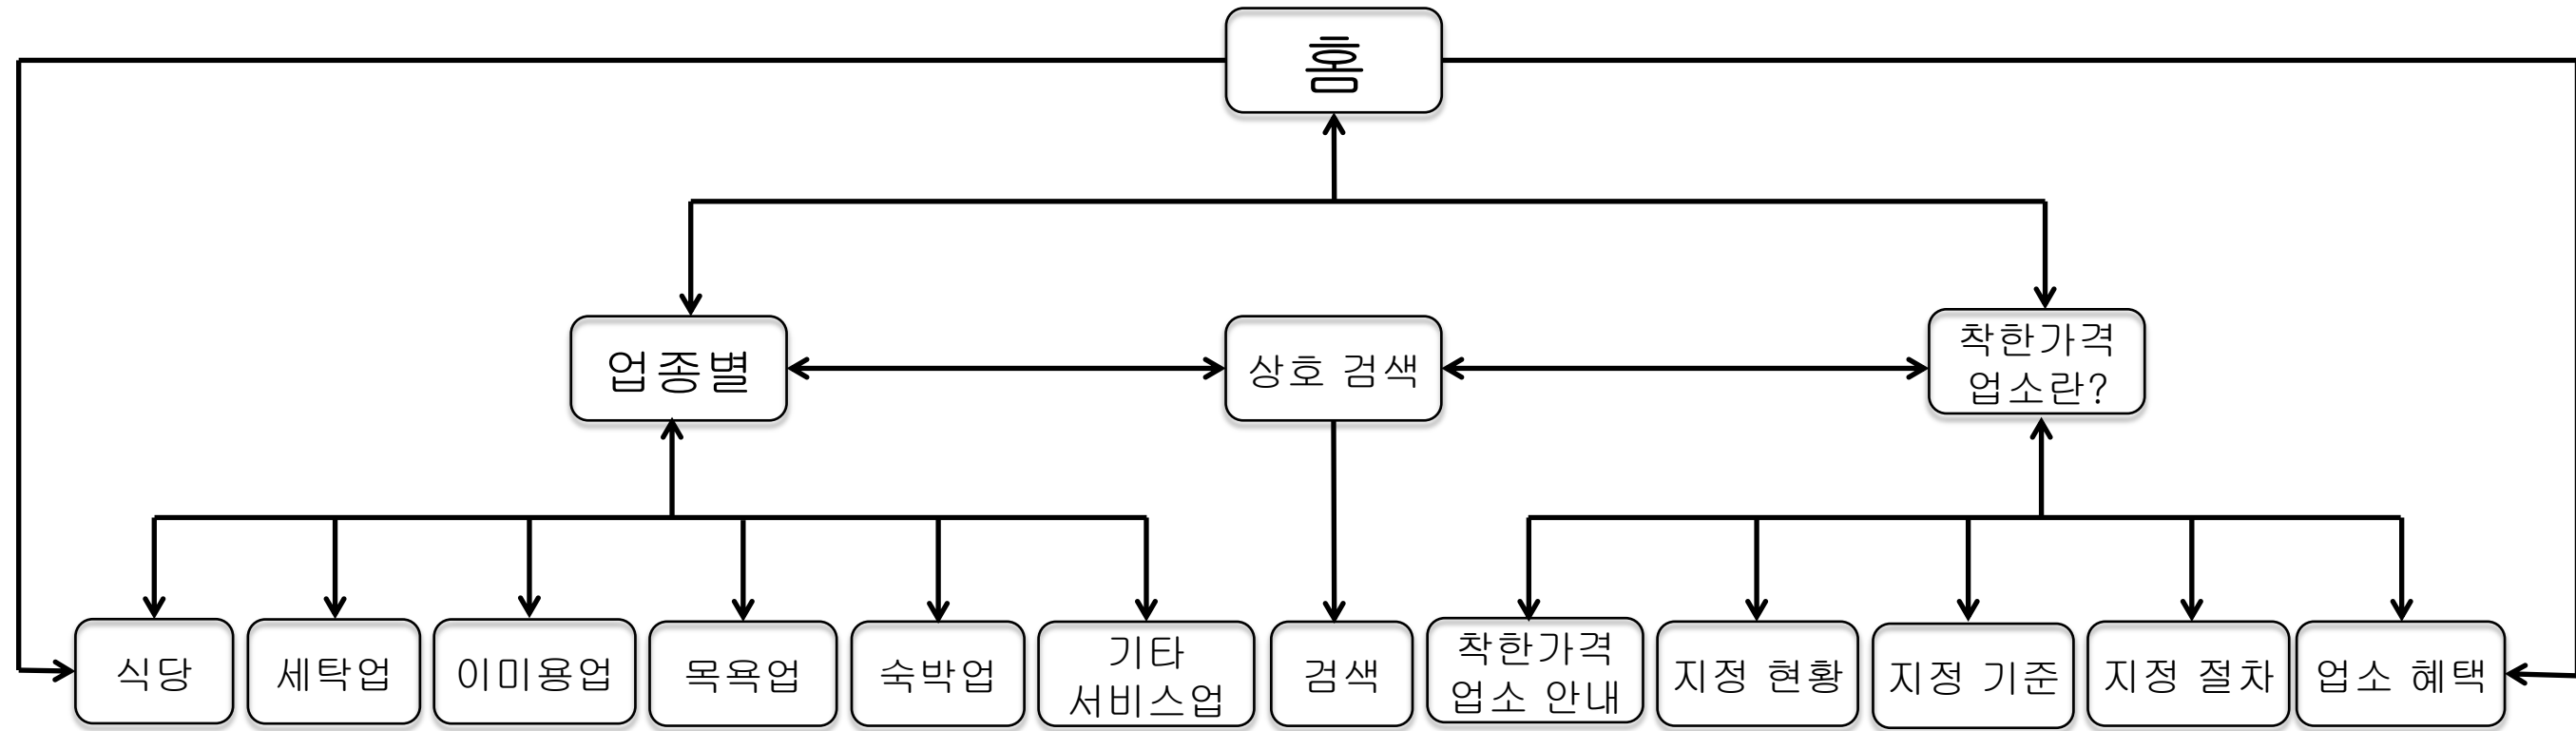 홈
업종별
상호 검색
착한가격
업소란?
식당
세탁업
이미용업
목욕업
숙박업
기타
서비스업
검색
착한가격
업소 안내
지정 현황
지정 기준
지정 절차
업소 혜택